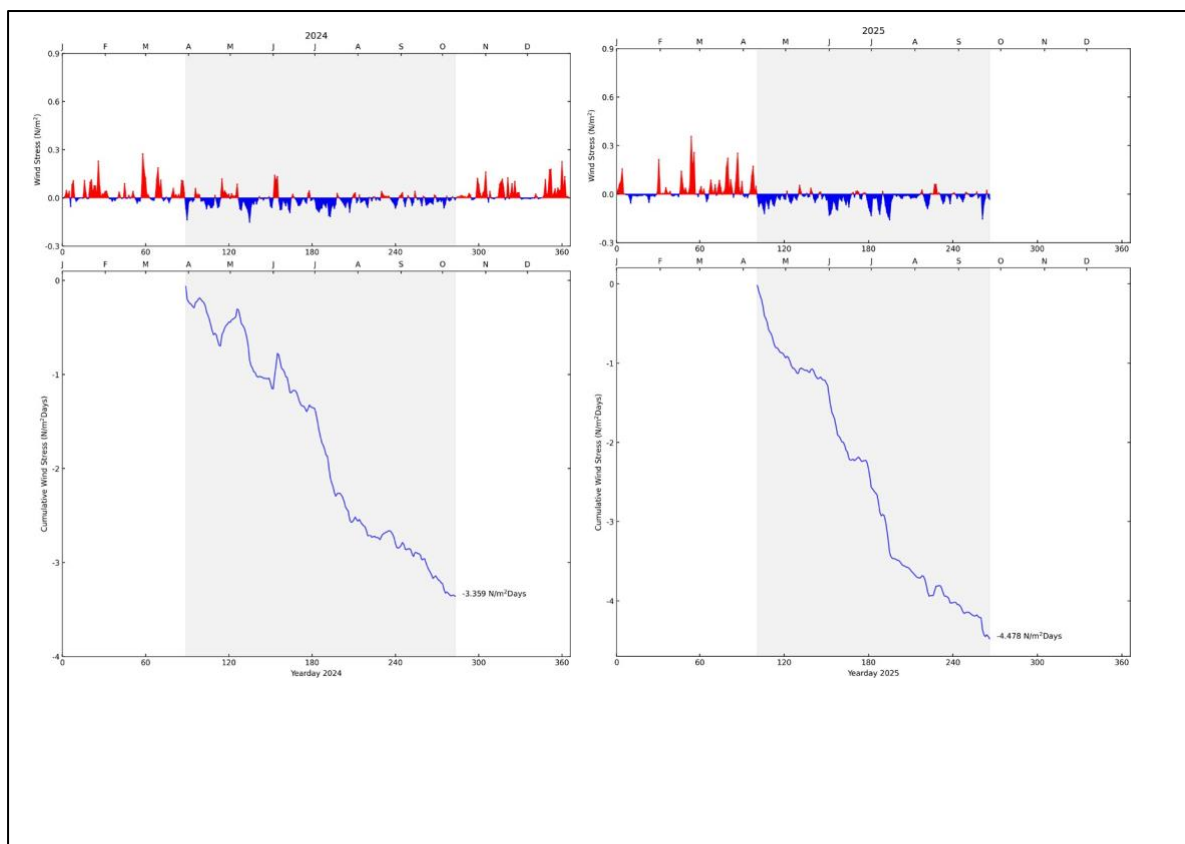 2024
J F M A M J J A S O N D
Wind Stress (N/m²)
0.9
0.6
0.3
0.0
-0.3
0 60 120 180 240 300 360
J F M A M J J A S O N D
Cumulative Wind Stress (N/m²Days)
0
-1
-2
-3
-4
-3.359 N/m²Days
0 60 120 180 240 300 360
Yearday 2024
2025
J F M A M J J A S O N D
Wind Stress (N/m²)
0.9
0.6
0.3
0.0
-0.3
0 60 120 180 240 300 360
J F M A M J J A S O N D
Cumulative Wind Stress (N/m²Days)
0
-1
-2
-3
-4
-4.478 N/m²Days
0 60 120 180 240 300 360
Yearday 2025